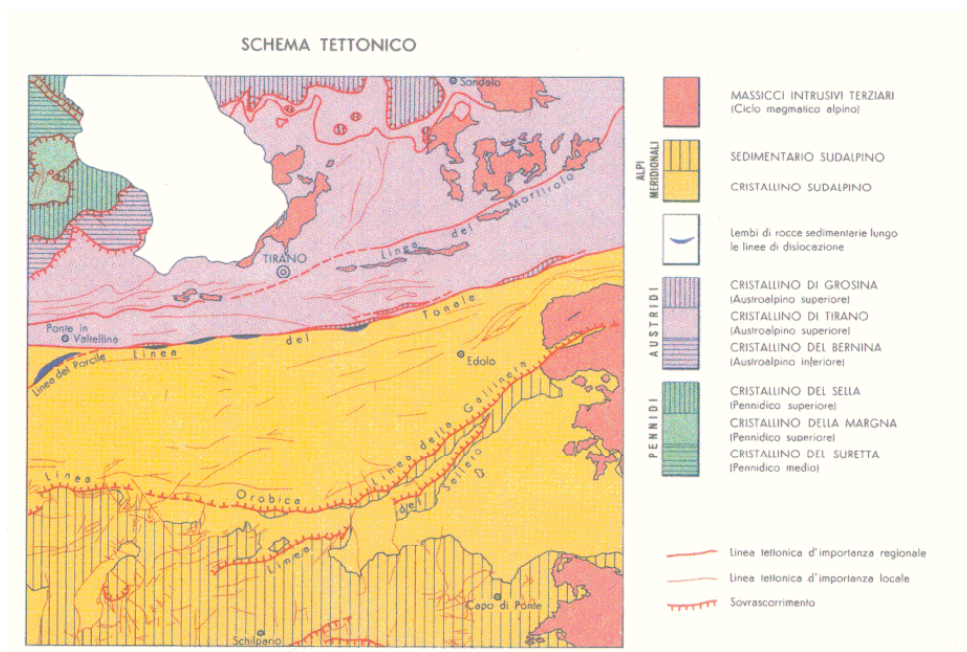 SCHEMA TETTONICO
Sondalo
Linea del Mortirolo
TIRANO
Ponte in
Valtellina
Linea del Tonale
Linea del Porcile
Edolo
Linea della Gallinera
Linea Orobica
Linea de Sellero
Capo di Ponte
Schilpario
MASSICCI INTRUSIVI TERZIARI
(Ciclo magmatico alpino)
ALPI
MERIDIONALI
SEDIMENTARIO SUDALPINO
CRISTALLINO SUDALPINO
Lembi di rocce sedimentarie lungo
le linee di dislocazione
AUSTRIDI
CRISTALLINO DI GROSINA
(Austroalpino superiore)
CRISTALLINO DI TIRANO
(Austroalpino superiore)
CRISTALLINO DEL BERNINA
(Austroalpino inferiore)
PENNIDI
CRISTALLINO DEL SELLA
(Pennidico superiore)
CRISTALLINO DELLA MARGNA
(Pennidico superiore)
CRISTALLINO DEL SURETTA
(Pennidico medio)
Linea tettonica d'importanza regionale
Linea tettonica d'importanza locale
Sovrascorrimento